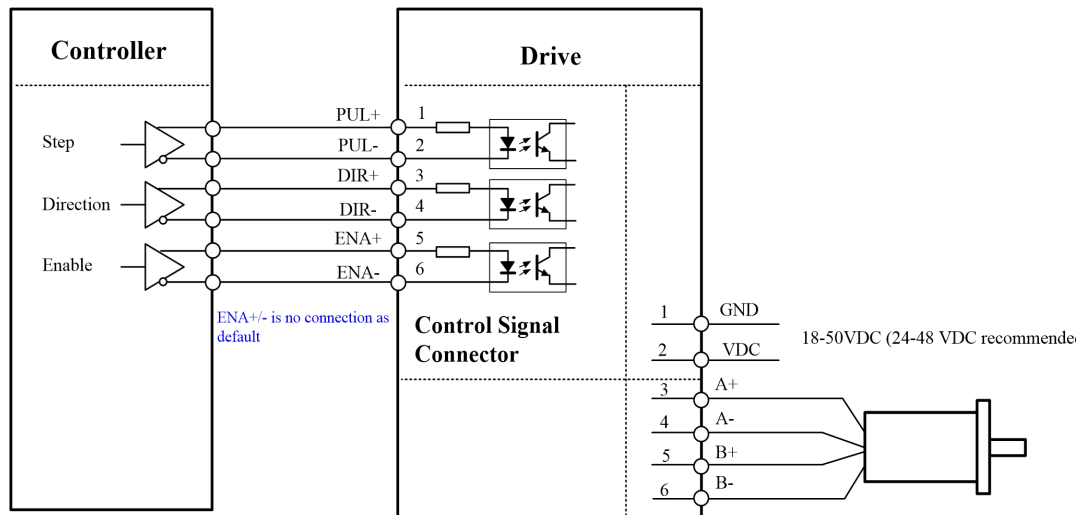 Controller
Drive
Step
PUL+ 1
PUL- 2
Direction
DIR+ 3
DIR- 4
Enable
ENA+ 5
ENA- 6
ENA+/- is no connection as
default
Control Signal
Connector
1 GND
2 VDC
18-50VDC (24-48 VDC recommende
3 A+
4 A-
5 B+
6 B-